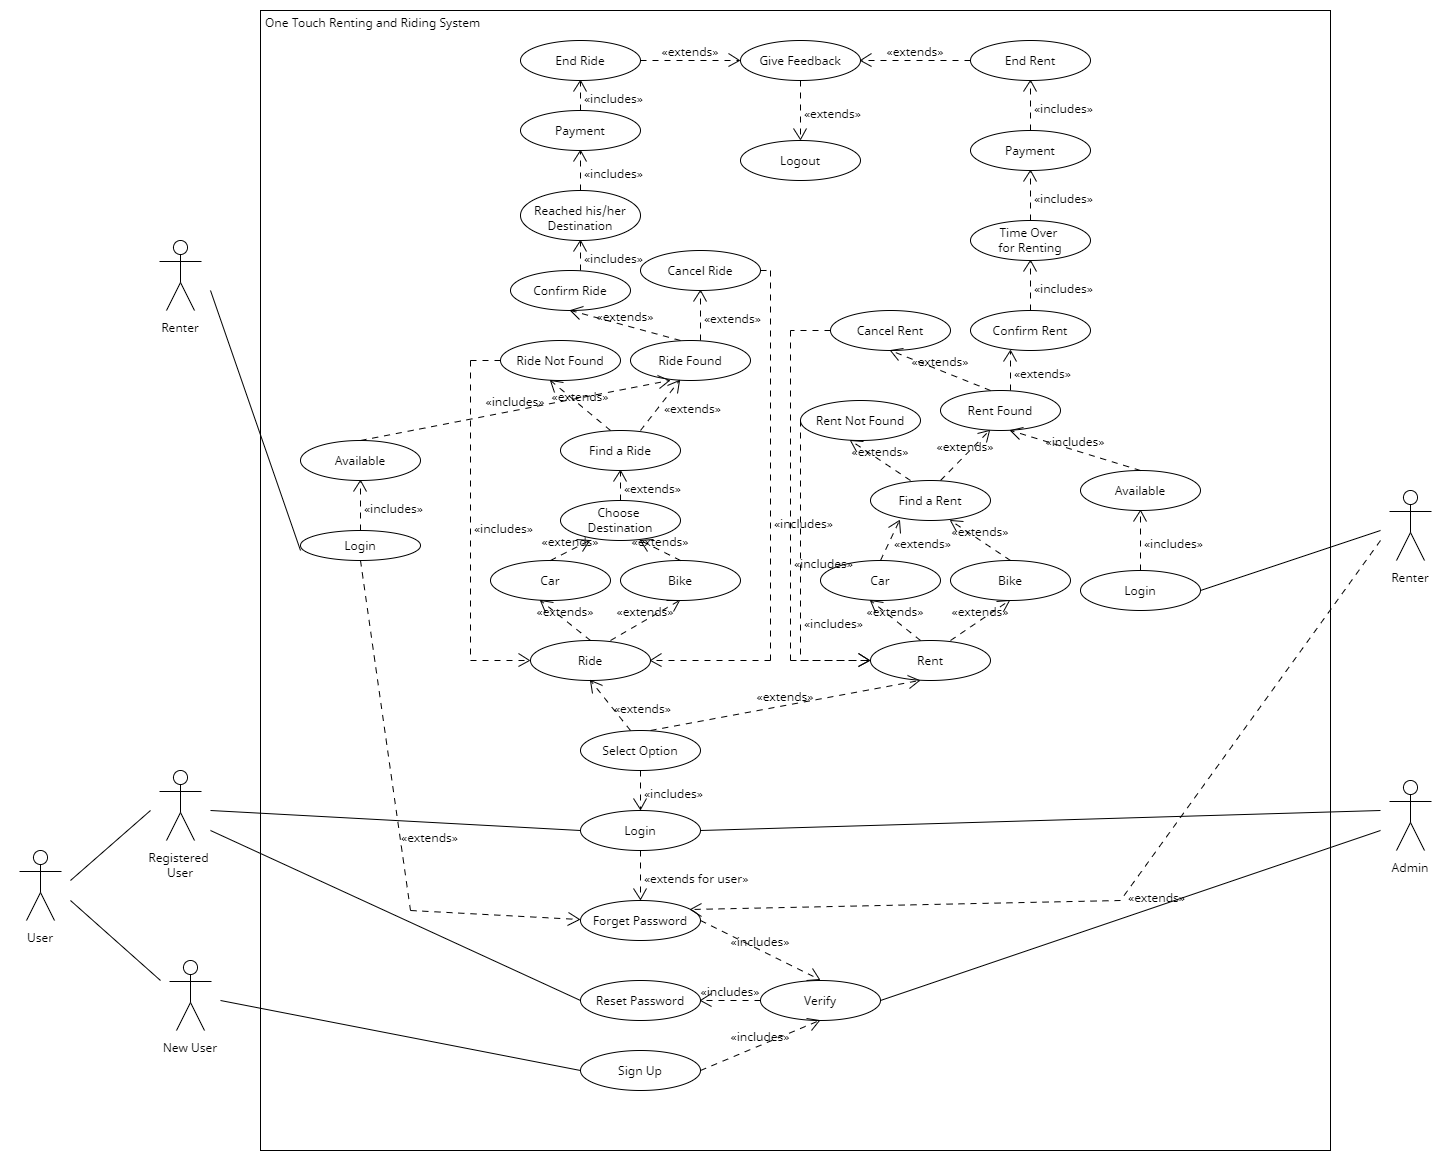 One Touch Renting and Riding System
End Ride
«extends»
Give Feedback
«extends»
End Rent
«includes»
«includes»
«extends»
Payment
Payment
Logout
«includes»
«includes»
Reached his/her
Destination
Time Over
for Renting
«includes»
Cancel Ride
Confirm Ride
«includes»
Renter
«extends»
«extends»
Cancel Rent
Confirm Rent
Ride Not Found
Ride Found
«extends»
«extends»
«includes»
«extends»
«extends»
Rent Not Found
Rent Found
Available
Find a Ride
«extends»
«extends»
«includes»
«extends»
Find a Rent
Available
«includes»
Choose
Destination
«includes»
«includes»
«extends»
Login
«extends»
«extends»
«extends»
«includes»
«includes»
Car
Bike
Car
Bike
Login
Renter
«extends»
«extends»
«extends»
«extends»
«includes»
Ride
Rent
«extends»
«extends»
Select Option
«includes»
Login
«extends»
Registered
User
Admin
«extends for user»
«extends»
Forget Password
User
«includes»
Reset Password
«includes»
Verify
New User
«includes»
Sign Up